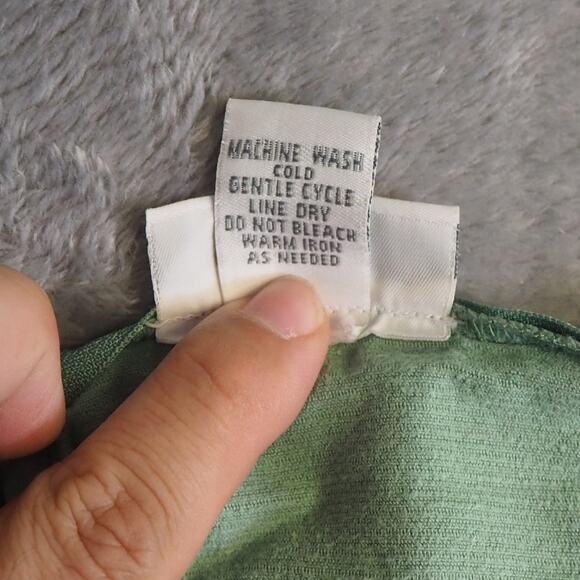 MACHINE WASH
COLD
GENTLE CYCLE
LINE DRY
DO NOT BLEACH
WARM IRON
AS NEEDED